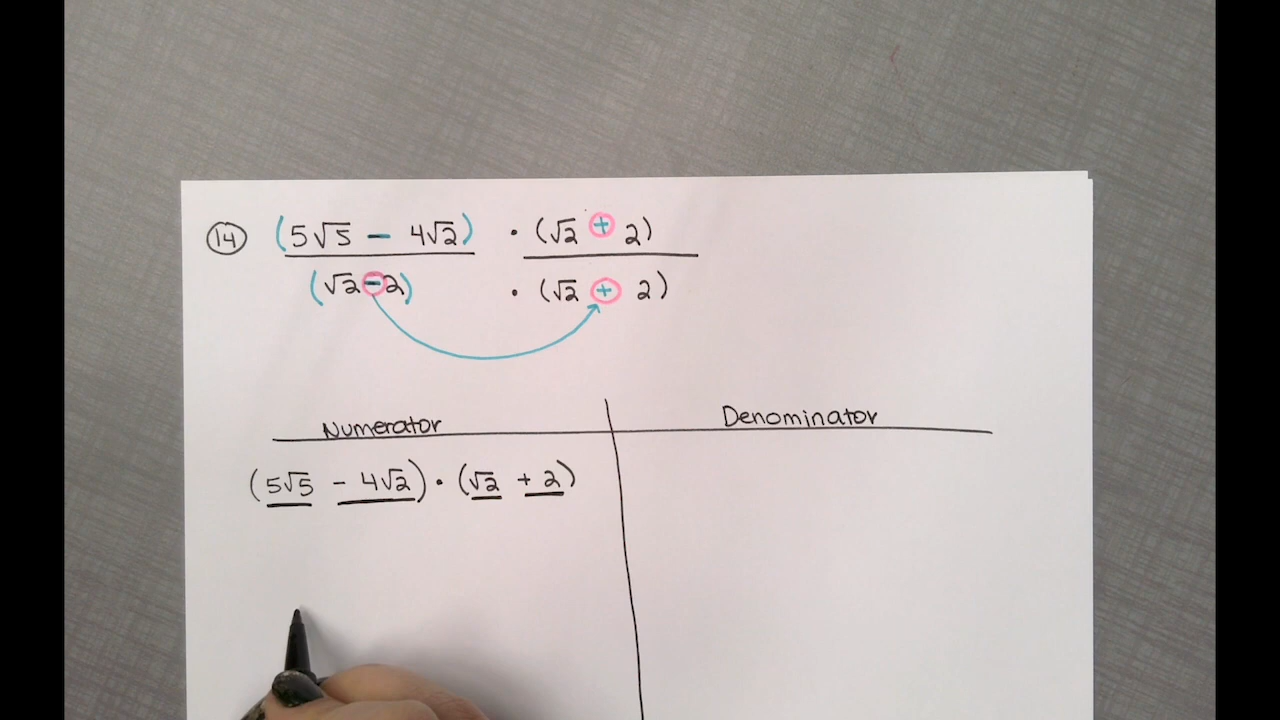 14 (5√5 - 4√2) · (√2 + 2)
(√2 - 2) · (√2 + 2)
Numerator Denominator
(5√5 - 4√2) · (√2 + 2)